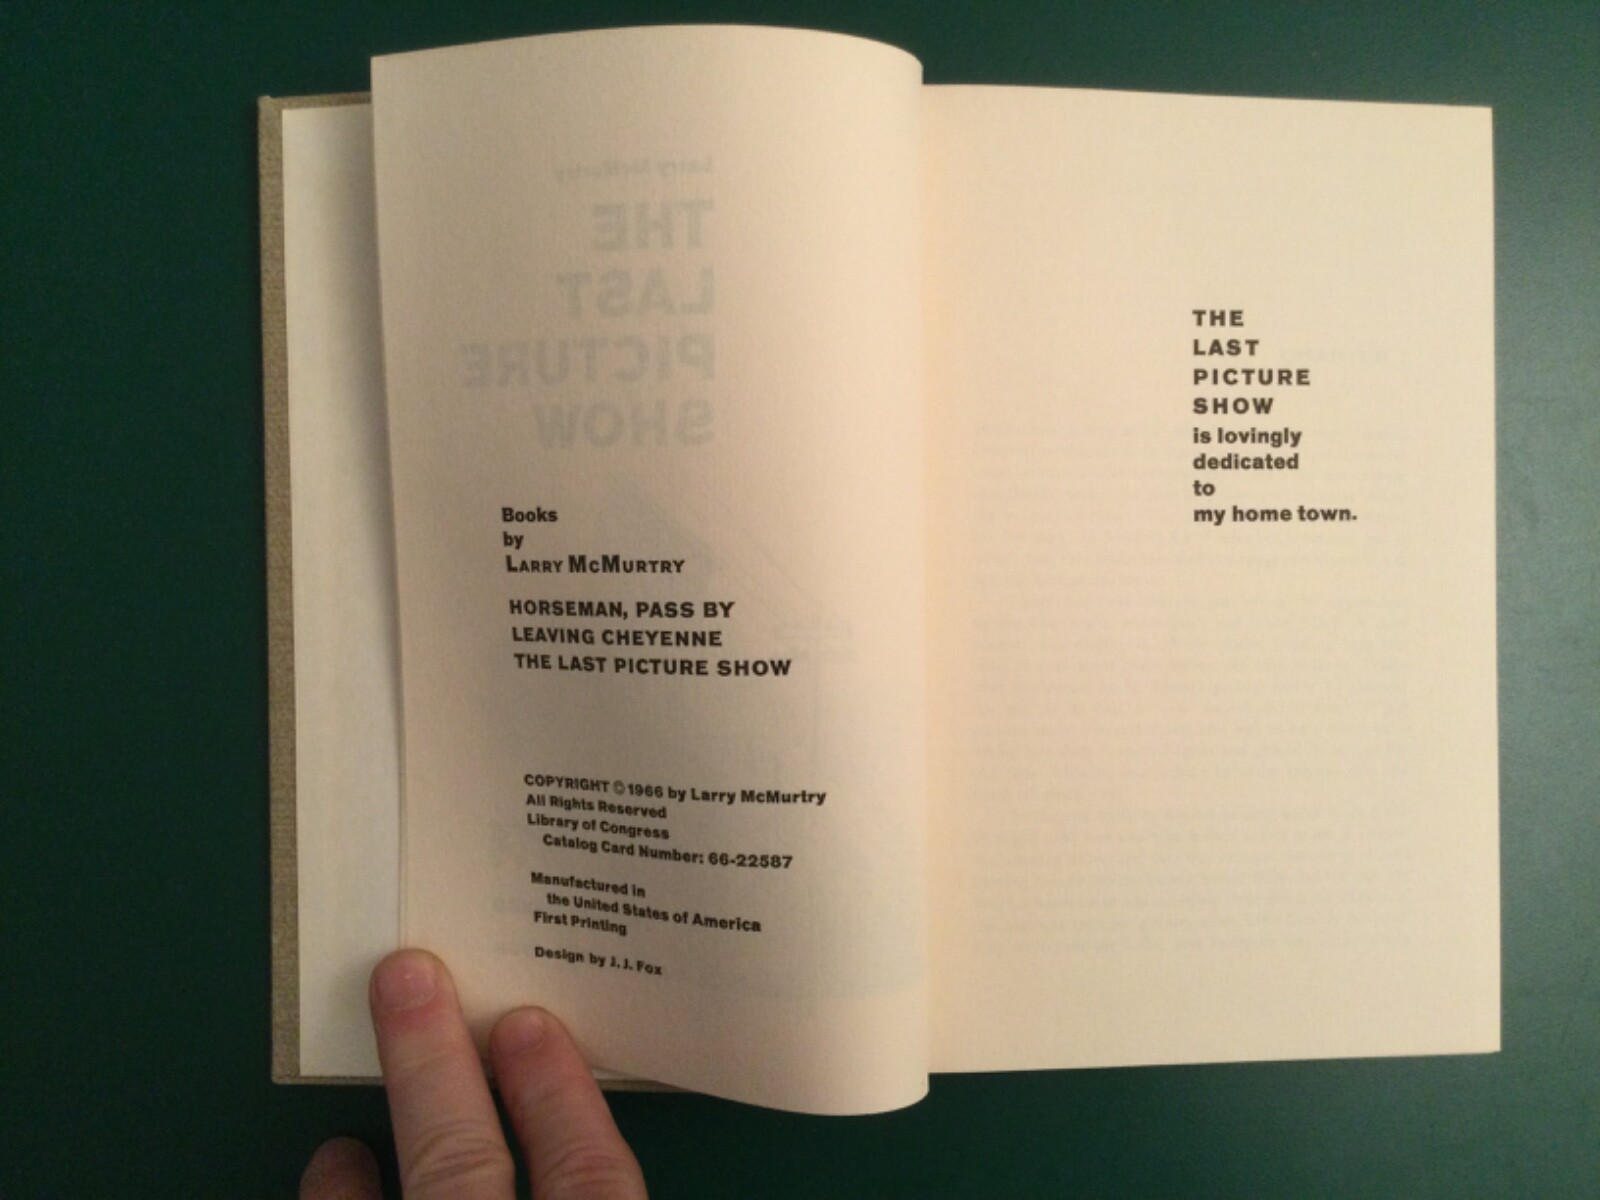 Books
by
LARRY MCMURTRY
HORSEMAN, PASS BY
LEAVING CHEYENNE
THE LAST PICTURE SHOW
COPYRIGHT © 1966 by Larry McMurtry
All Rights Reserved
Library of Congress
Catalog Card Number: 66-22587
Manufactured in
the United States of America
First Printing
Design by J. J. Fox
THE
LAST
PICTURE
SHOW
is lovingly
dedicated
to
my home town.